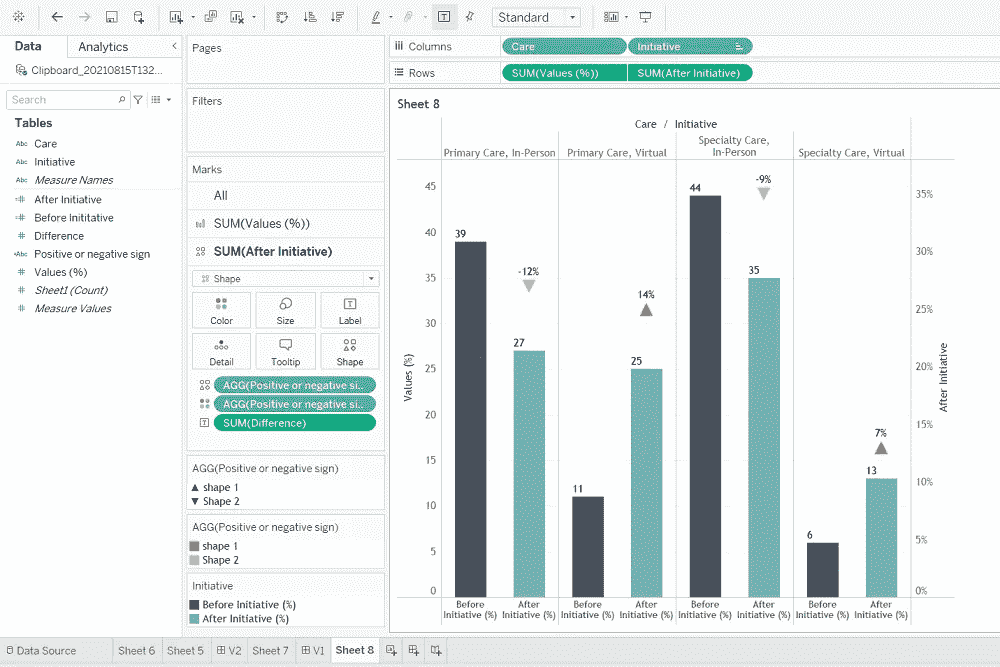 Standard
Data
Analytics
Clipboard_20210815T132...
Search
Tables
Abc Care
Abc Initiative
Abc Measure Names
After Initiative
Before Inititative
Difference
Abc Positive or negative sign
Values (%)
Sheet1 (Count)
Measure Values
Pages
Filters
Marks
All
SUM(Values (%))
SUM(After Initiative)
Shape
Color
Size
Label
Detail
Tooltip
Shape
AGG(Positive or negative si..
AGG(Positive or negative si..
SUM(Difference)
AGG(Positive or negative sign)
shape 1
Shape 2
AGG(Positive or negative sign)
shape 1
Shape 2
Initiative
Before Initiative (%)
After Initiative (%)
Columns
Care
Initiative
Rows
SUM(Values (%))
SUM(After Initiative)
Sheet 8
Care / Initiative
Primary Care, In-Person
Primary Care, Virtual
Specialty Care,
In-Person
Specialty Care, Virtual
Values (%)
45
40
35
30
25
20
15
10
5
0
39
-12%
27
11
14%
25
44
-9%
35
6
7%
13
35%
30%
25%
20%
15%
10%
5%
0%
After Initiative
Before
Initiative (%)
After
Initiative (%)
Before
Initiative (%)
After
Initiative (%)
Before
Initiative (%)
After
Initiative (%)
Before
Initiative (%)
After
Initiative (%)
Data Source
Sheet 6
Sheet 5
V2
Sheet 7
V1
Sheet 8